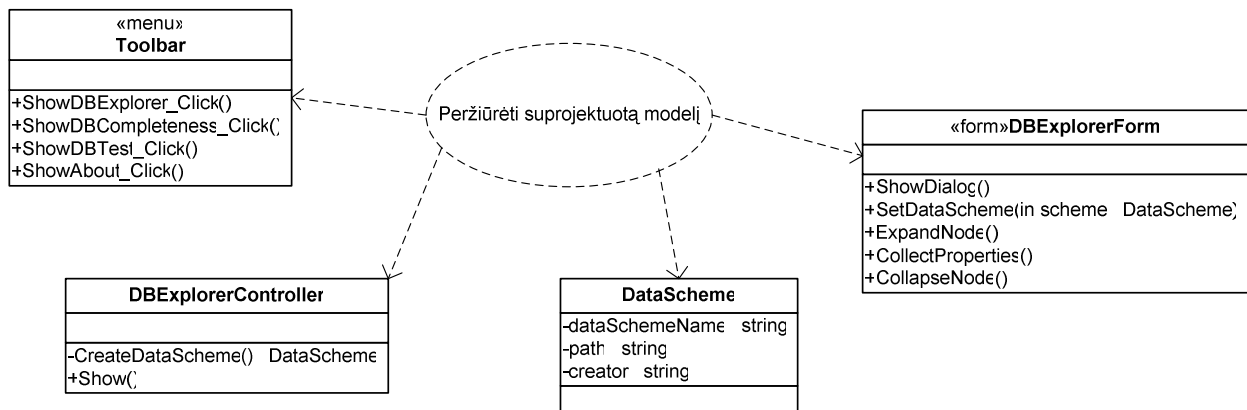 «menu»
Toolbar
+ShowDBExplorer_Click()
+ShowDBCompleteness_Click()
+ShowDBTest_Click()
+ShowAbout_Click()
Peržiūrėti suprojektuotą modelį
«form»DBExplorerForm
+ShowDialog()
+SetDataScheme(in scheme DataScheme)
+ExpandNode()
+CollectProperties()
+CollapseNode()
DBExplorerController
-CreateDataScheme() DataScheme
+Show()
DataScheme
-dataSchemeName string
-path string
-creator string